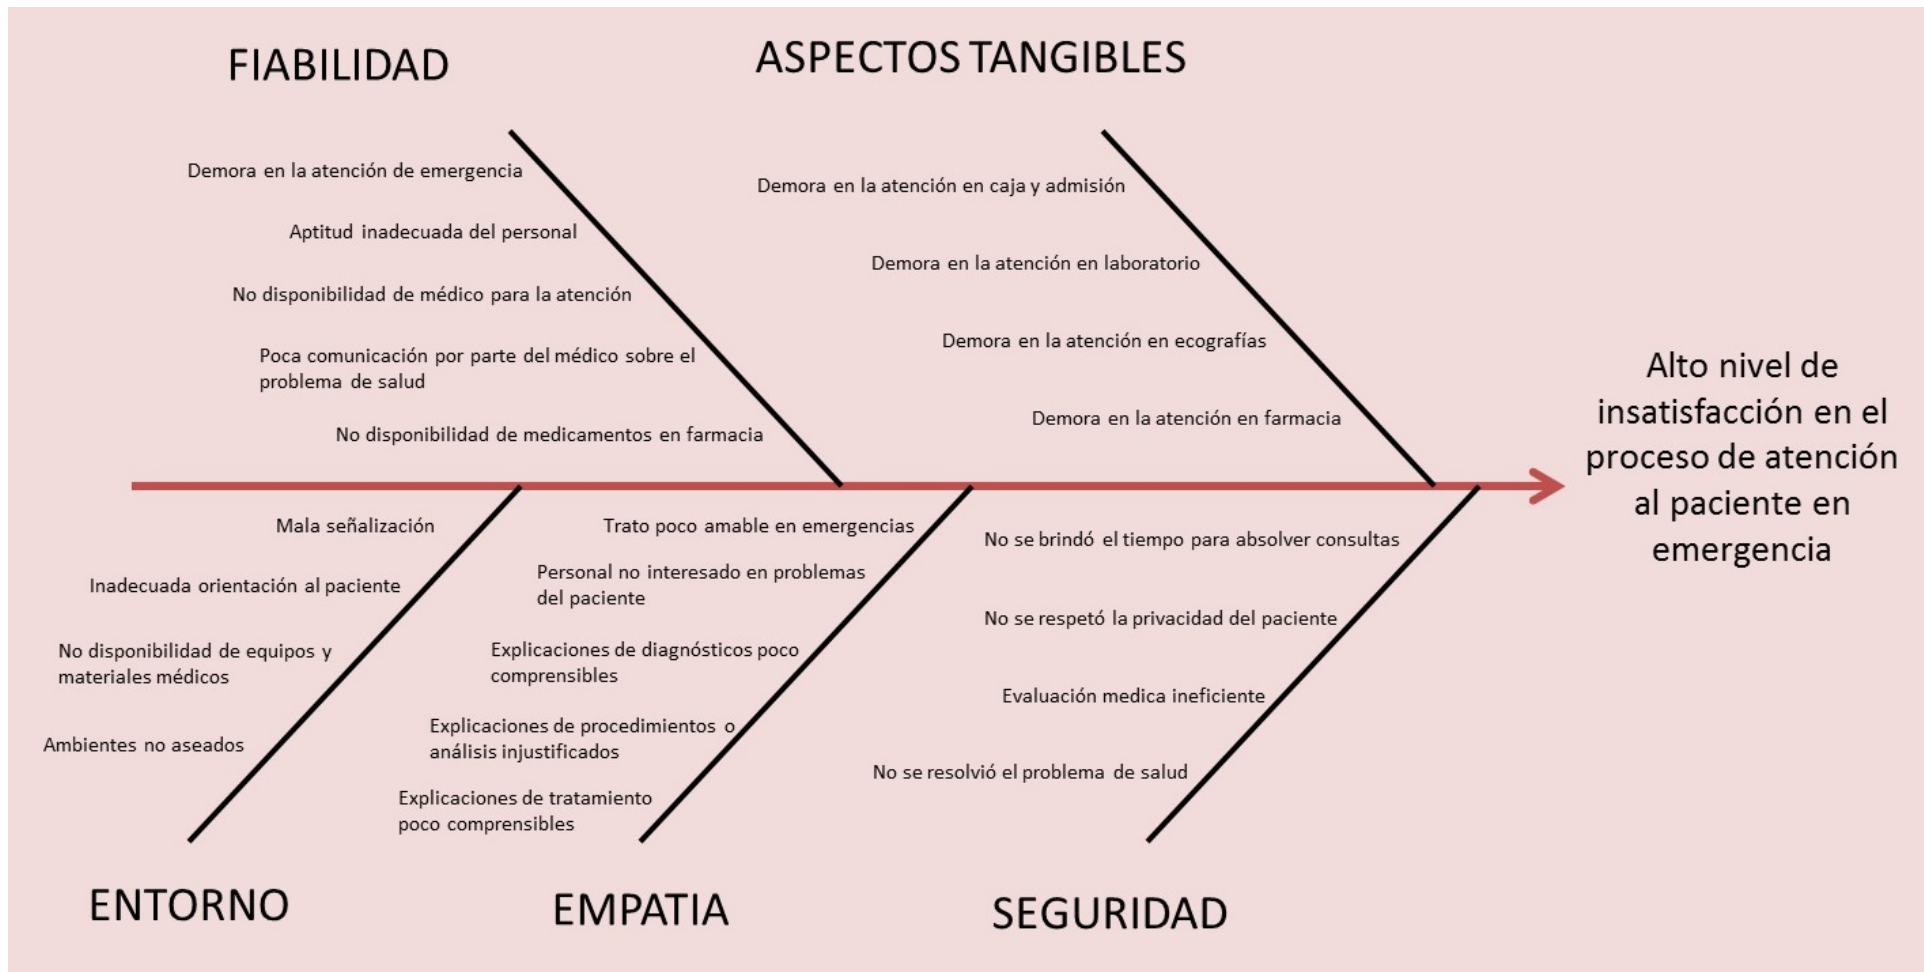 FIABILIDAD
Demora en la atención de emergencia
Aptitud inadecuada del personal
No disponibilidad de médico para la atención
Poca comunicación por parte del médico sobre el
problema de salud
No disponibilidad de medicamentos en farmacia
ASPECTOS TANGIBLES
Demora en la atención en caja y admisión
Demora en la atención en laboratorio
Demora en la atención en ecografías
Demora en la atención en farmacia
Alto nivel de
insatisfacción en el
proceso de atención
al paciente en
emergencia
Mala señalización
Inadecuada orientación al paciente
No disponibilidad de equipos y
materiales médicos
Ambientes no aseados
ENTORNO
Trato poco amable en emergencias
Personal no interesado en problemas
del paciente
Explicaciones de diagnósticos poco
comprensibles
Explicaciones de procedimientos o
análisis injustificados
Explicaciones de tratamiento
poco comprensibles
EMPATIA
No se brindó el tiempo para absolver consultas
No se respetó la privacidad del paciente
Evaluación medica ineficiente
No se resolvió el problema de salud
SEGURIDAD